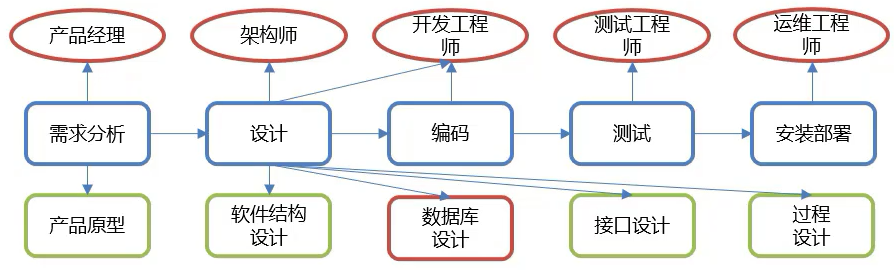 产品经理
架构师
开发工程
师
测试工程
师
运维工程
师
需求分析
设计
编码
测试
安装部署
产品原型
软件结构
设计
数据库
设计
接口设计
过程
设计